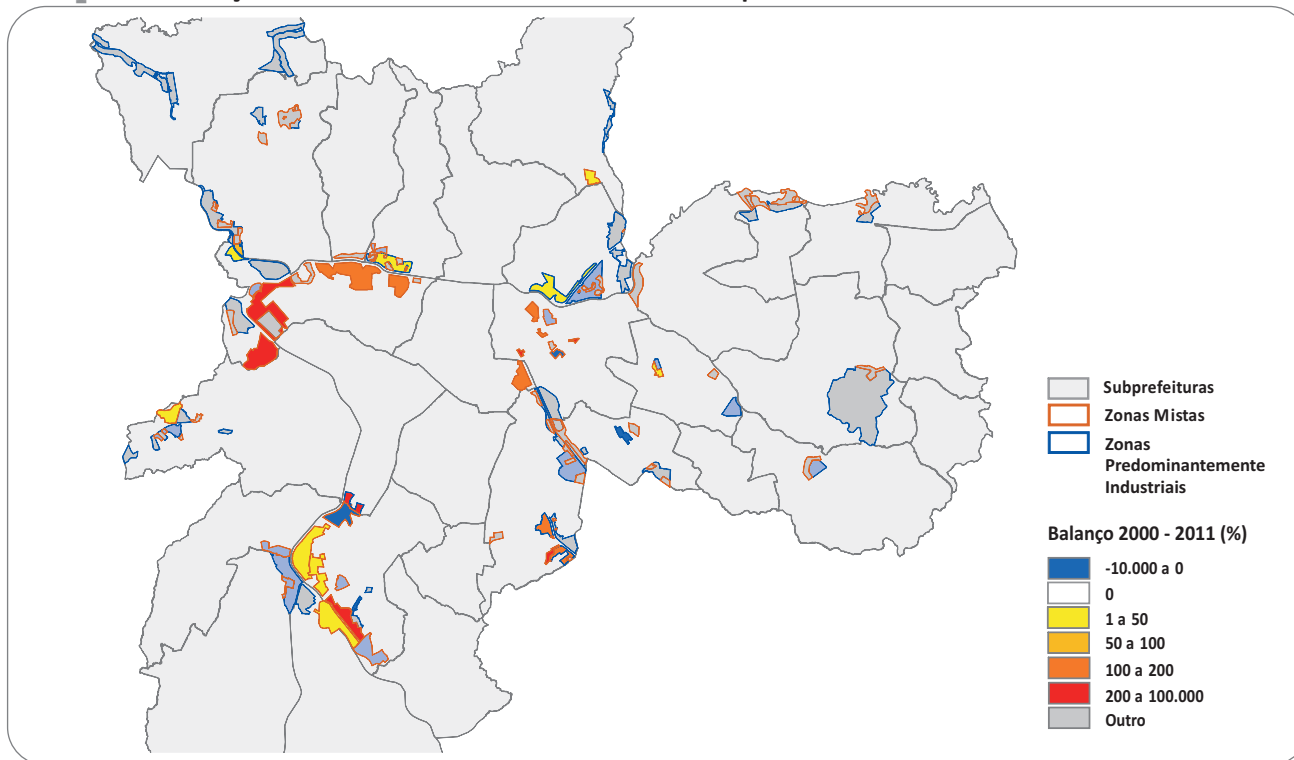 Subprefeituras
Zonas Mistas
Zonas
Predominantemente
Industriais
Balanço 2000 - 2011 (%)
-10.000 a 0
0
1 a 50
50 a 100
100 a 200
200 a 100.000
Outro